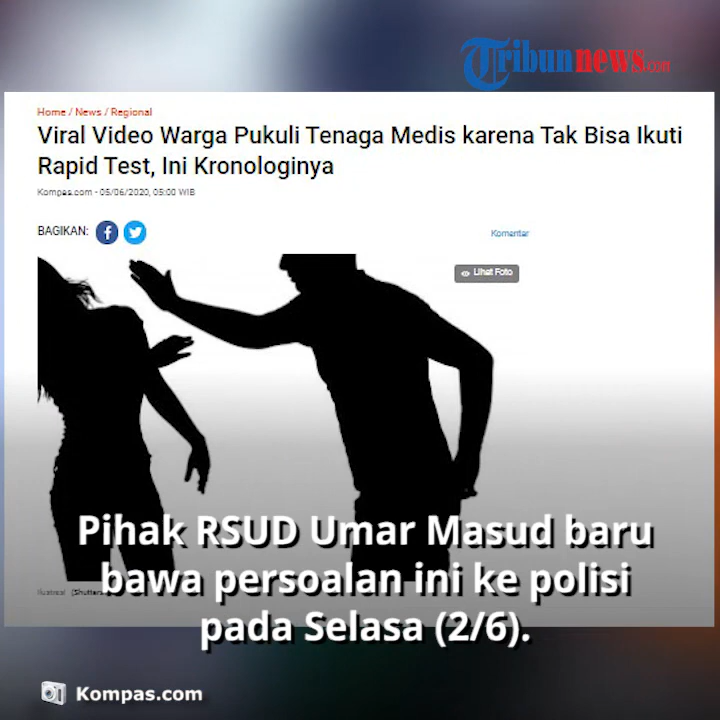 Tribunnews.com
Home / News / Regional
Viral Video Warga Pukuli Tenaga Medis karena Tak Bisa Ikuti
Rapid Test, Ini Kronologinya
Kompas.com - 05/06/2020, 05:00 WIB
BAGIKAN:
Komentar
Lihat Foto
Pihak RSUD Umar Masud baru
bawa persoalan ini ke polisi
pada Selasa (2/6).
Kompas.com